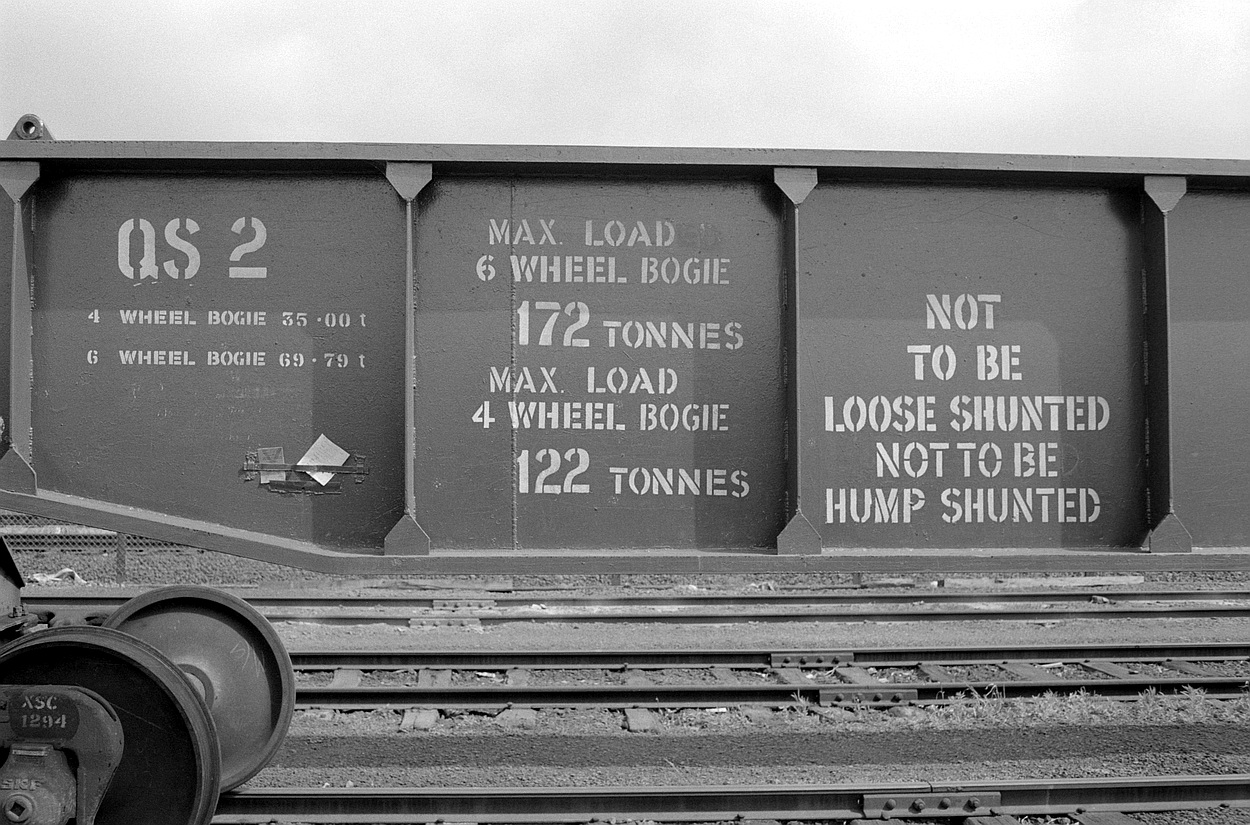 QS 2
4 WHEEL BOGIE 35·00 t
6 WHEEL BOGIE 69·79 t
MAX. LOAD
6 WHEEL BOGIE
172 TONNES
MAX. LOAD
4 WHEEL BOGIE
122 TONNES
NOT
TO BE
LOOSE SHUNTED
NOT TO BE
HUMP SHUNTED
XSC
1294
SKF